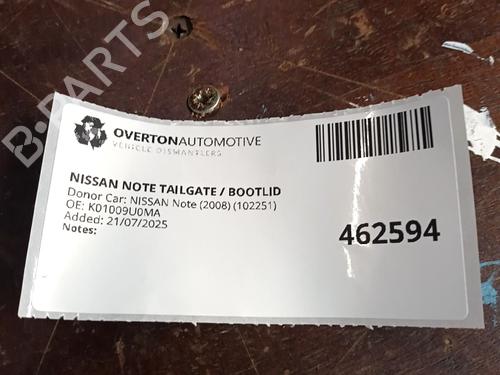 B-PARTS
OVERTONAUTOMOTIVE
VEHICLE DISMANTLERS
NISSAN NOTE TAILGATE / BOOTLID
Donor Car: NISSAN Note (2008) (102251)
OE: K01009U0MA
Added: 21/07/2025
Notes:
462594